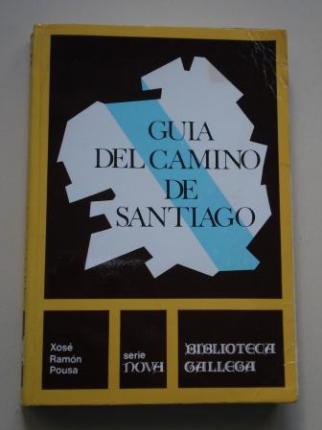 GUIA
DEL CAMINO
DE
SANTIAGO
Xosé
Ramón
Pousa
serie
NOVA
BIBLIOTECA
GALLEGA